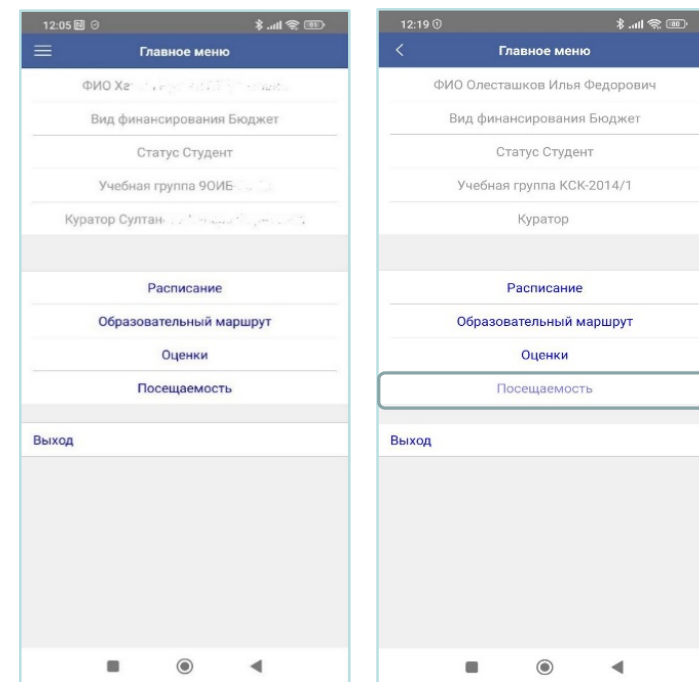 12:05
Главное меню
ФИО
Вид финансирования Бюджет
Статус Студент
Учебная группа 9ОИБ
Куратор Султан
Расписание
Образовательный маршрут
Оценки
Посещаемость
Выход
12:19
Главное меню
ФИО Олесташков Илья Федорович
Вид финансирования Бюджет
Статус Студент
Учебная группа КСК-2014/1
Куратор
Расписание
Образовательный маршрут
Оценки
Посещаемость
Выход